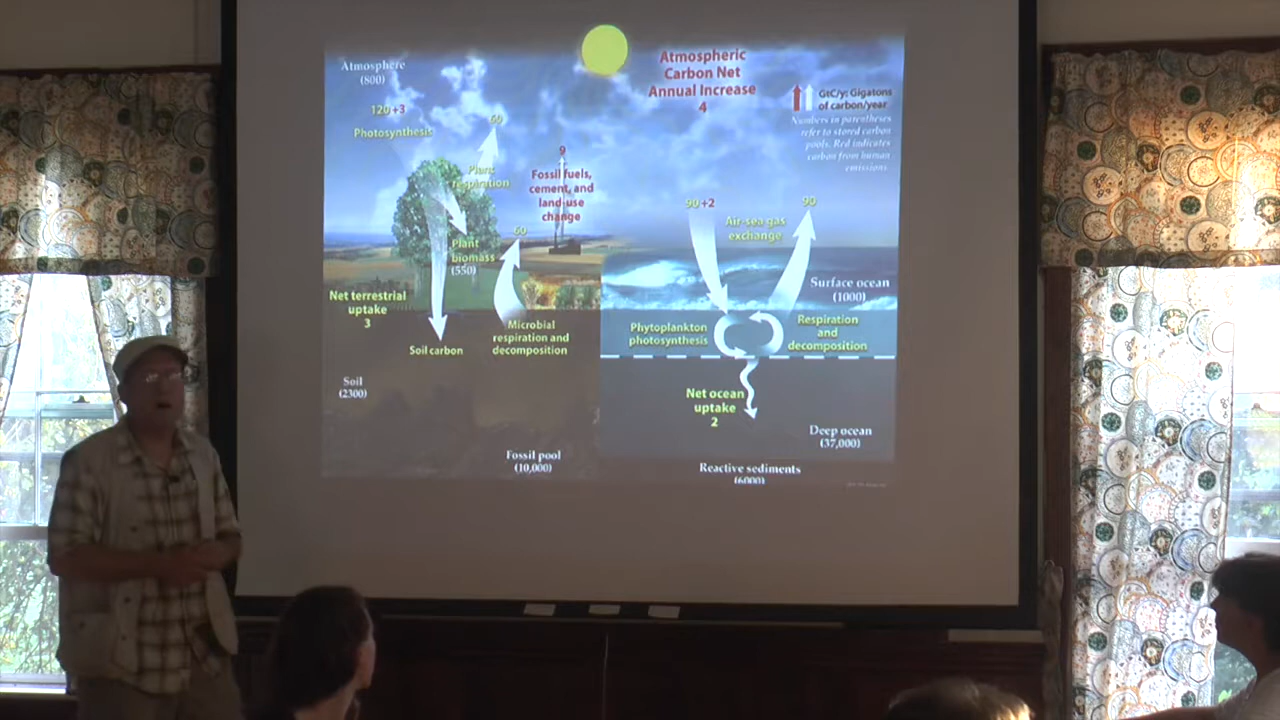 Atmosphere
(800)
120+3
Photosynthesis
60
Plant
respiration
9
Fossil fuels,
cement, and
land-use
change
Atmospheric
Carbon Net
Annual Increase
4
GtC/y: Gigatons
of carbon/year
Numbers in parentheses
refer to stored carbon
pools. Red indicates
carbon from human
emissions.
Plant
biomass
(550)
60
90+2
Air-sea gas
exchange
90
Surface ocean
(1000)
Net terrestrial
uptake
3
Soil carbon
Microbial
respiration and
decomposition
Phytoplankton
photosynthesis
Respiration
and
decomposition
Soil
(2300)
Net ocean
uptake
2
Deep ocean
(37,000)
Fossil pool
(10,000)
Reactive sediments
(6000)